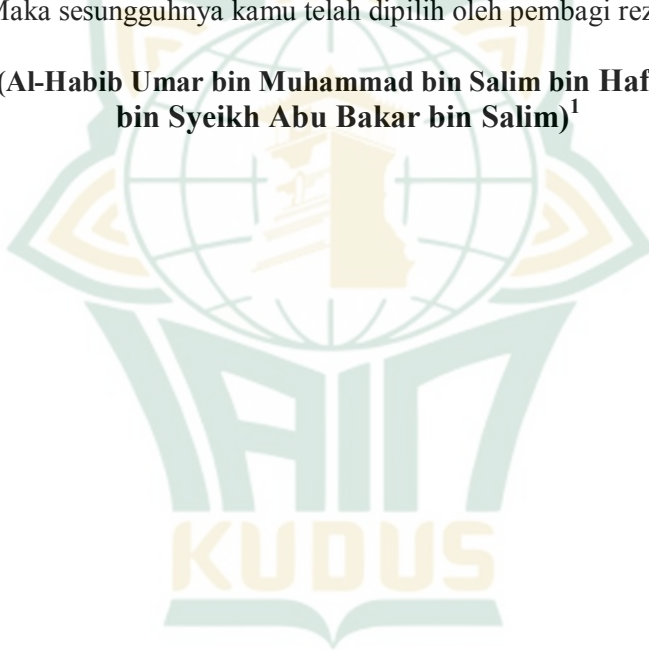 Maka sesungguhnya kamu telah dipilih oleh pembagi rez
(Al-Habib Umar bin Muhammad bin Salim bin Haf
bin Syeikh Abu Bakar bin Salim)¹
IAIN
KUDUS